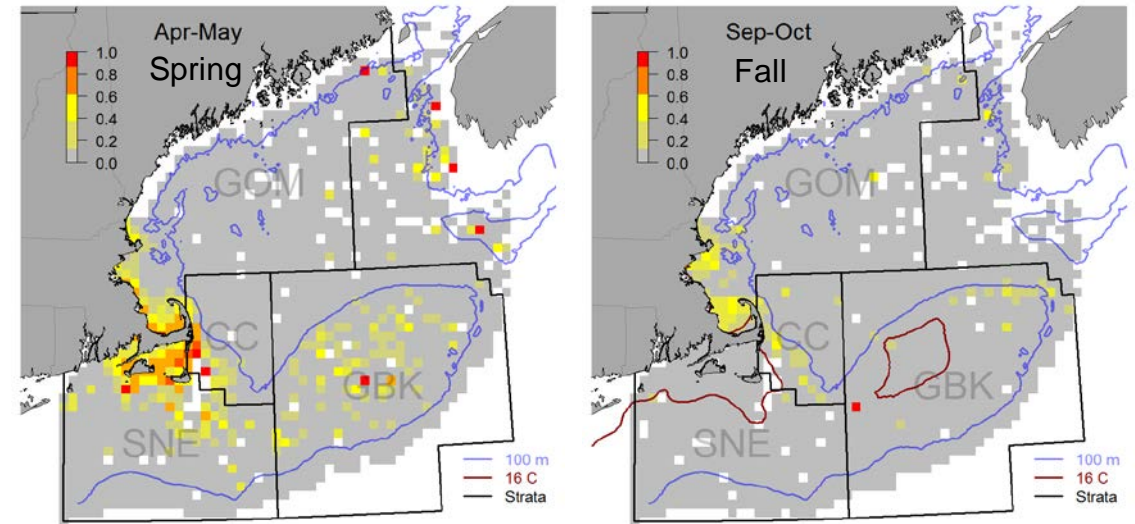 Apr-May
Spring
1.0
0.8
0.6
0.4
0.2
0.0
GOM
CC
GBK
SNE
100 m
16 C
Strata
Sep-Oct
Fall
1.0
0.8
0.6
0.4
0.2
0.0
GOM
CC
GBK
SNE
100 m
16 C
Strata